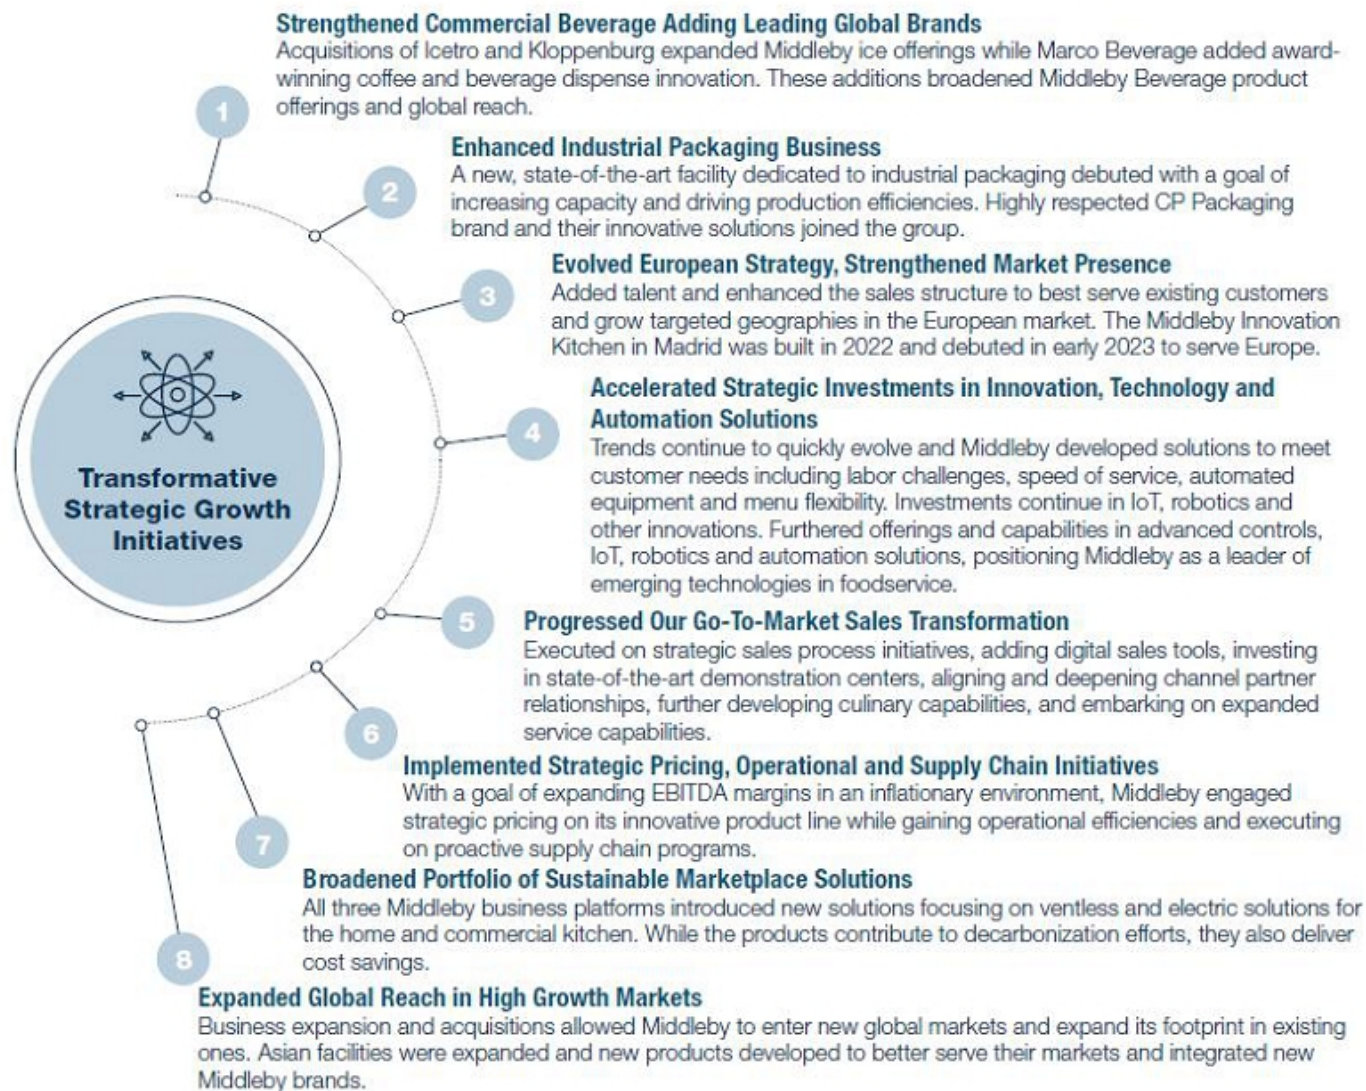 Strengthened Commercial Beverage Adding Leading Global Brands
Acquisitions of Icetro and Kloppenburg expanded Middleby ice offerings while Marco Beverage added award-
winning coffee and beverage dispense innovation. These additions broadened Middleby Beverage product
offerings and global reach.
1
Enhanced Industrial Packaging Business
A new, state-of-the-art facility dedicated to industrial packaging debuted with a goal of
increasing capacity and driving production efficiencies. Highly respected CP Packaging
brand and their innovative solutions joined the group.
2
Evolved European Strategy, Strengthened Market Presence
Added talent and enhanced the sales structure to best serve existing customers
and grow targeted geographies in the European market. The Middleby Innovation
Kitchen in Madrid was built in 2022 and debuted in early 2023 to serve Europe.
3
Accelerated Strategic Investments in Innovation, Technology and
Automation Solutions
Trends continue to quickly evolve and Middleby developed solutions to meet
customer needs including labor challenges, speed of service, automated
equipment and menu flexibility. Investments continue in IoT, robotics and
other innovations. Furthered offerings and capabilities in advanced controls,
IoT, robotics and automation solutions, positioning Middleby as a leader of
emerging technologies in foodservice.
4
Transformative
Strategic Growth
Initiatives
5
Progressed Our Go-To-Market Sales Transformation
Executed on strategic sales process initiatives, adding digital sales tools, investing
in state-of-the-art demonstration centers, aligning and deepening channel partner
relationships, further developing culinary capabilities, and embarking on expanded
service capabilities.
6
Implemented Strategic Pricing, Operational and Supply Chain Initiatives
With a goal of expanding EBITDA margins in an inflationary environment, Middleby engaged
strategic pricing on its innovative product line while gaining operational efficiencies and executing
on proactive supply chain programs.
7
Broadened Portfolio of Sustainable Marketplace Solutions
All three Middleby business platforms introduced new solutions focusing on ventless and electric solutions for
the home and commercial kitchen. While the products contribute to decarbonization efforts, they also deliver
cost savings.
8
Expanded Global Reach in High Growth Markets
Business expansion and acquisitions allowed Middleby to enter new global markets and expand its footprint in existing
ones. Asian facilities were expanded and new products developed to better serve their markets and integrated new
Middleby brands.